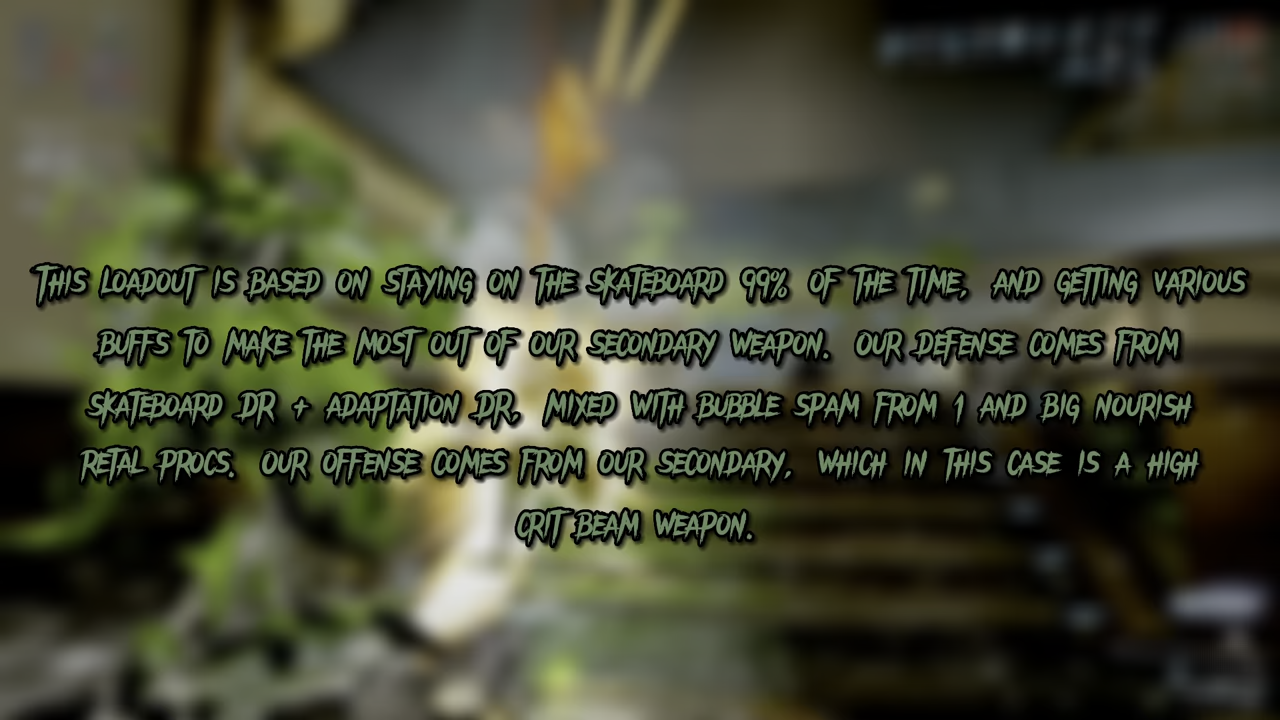 THIS LOADOUT IS BASED ON STAYING ON THE SKATEBOARD 99% OF THE TIME, AND GETTING VARIOUS
BUFFS TO MAKE THE MOST OUT OF OUR SECONDARY WEAPON. OUR DEFENSE COMES FROM
SKATEBOARD DR + ADAPTATION DR, MIXED WITH BUBBLE SPAM FROM 1 AND BIG NOURISH
RETAL PROCS. OUR OFFENSE COMES FROM OUR SECONDARY, WHICH IN THIS CASE IS A HIGH
CRIT BEAM WEAPON.